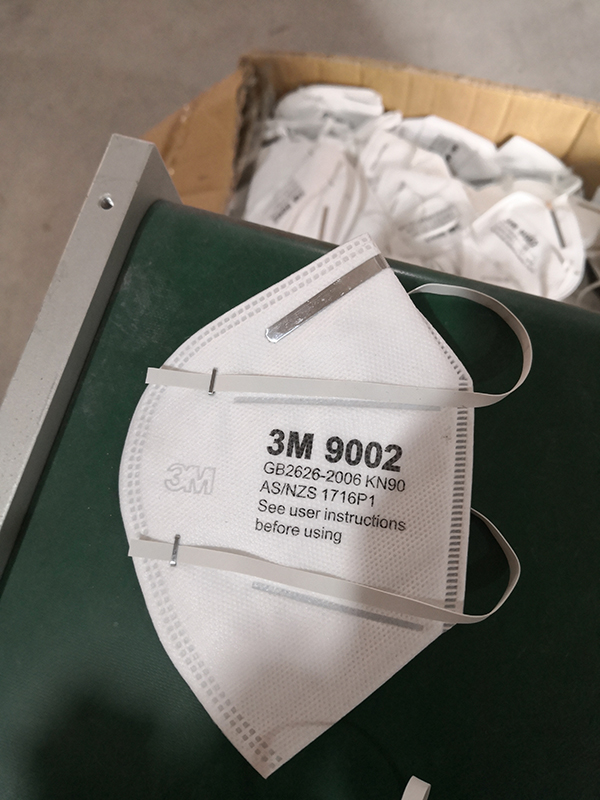 3M 9002
GB2626-2006 KN90
AS/NZS 1716P1
See user instructions
before using
3M